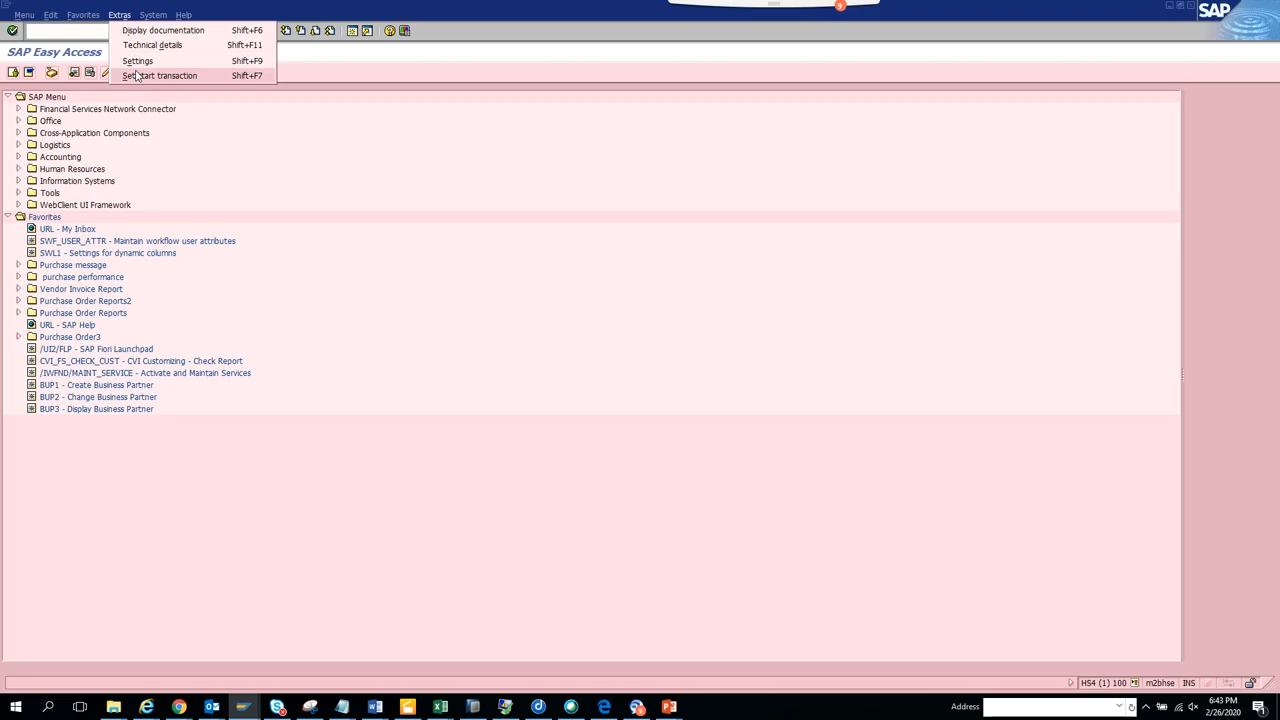 Menu Edit Favorites Extras System Help
SAP
9
Display documentation Shift+F6
Technical details Shift+F11
Settings Shift+F9
Set start transaction Shift+F7
SAP Easy Access
SAP Menu
Financial Services Network Connector
Office
Cross-Application Components
Logistics
Accounting
Human Resources
Information Systems
Tools
WebClient UI Framework
Favorites
URL - My Inbox
SWF_USER_ATTR - Maintain workflow user attributes
SWL1 - Settings for dynamic columns
Purchase message
purchase performance
Vendor Invoice Report
Purchase Order Reports2
Purchase Order Reports
URL - SAP Help
Purchase Order3
/UI2/FLP - SAP Fiori Launchpad
CVI_FS_CHECK_CUST - CVI Customizing - Check Report
/IWFND/MAINT_SERVICE - Activate and Maintain Services
BUP1 - Create Business Partner
BUP2 - Change Business Partner
BUP3 - Display Business Partner
HS4 (1) 100 m2bhse INS
Address
6:43 PM
2/26/2020